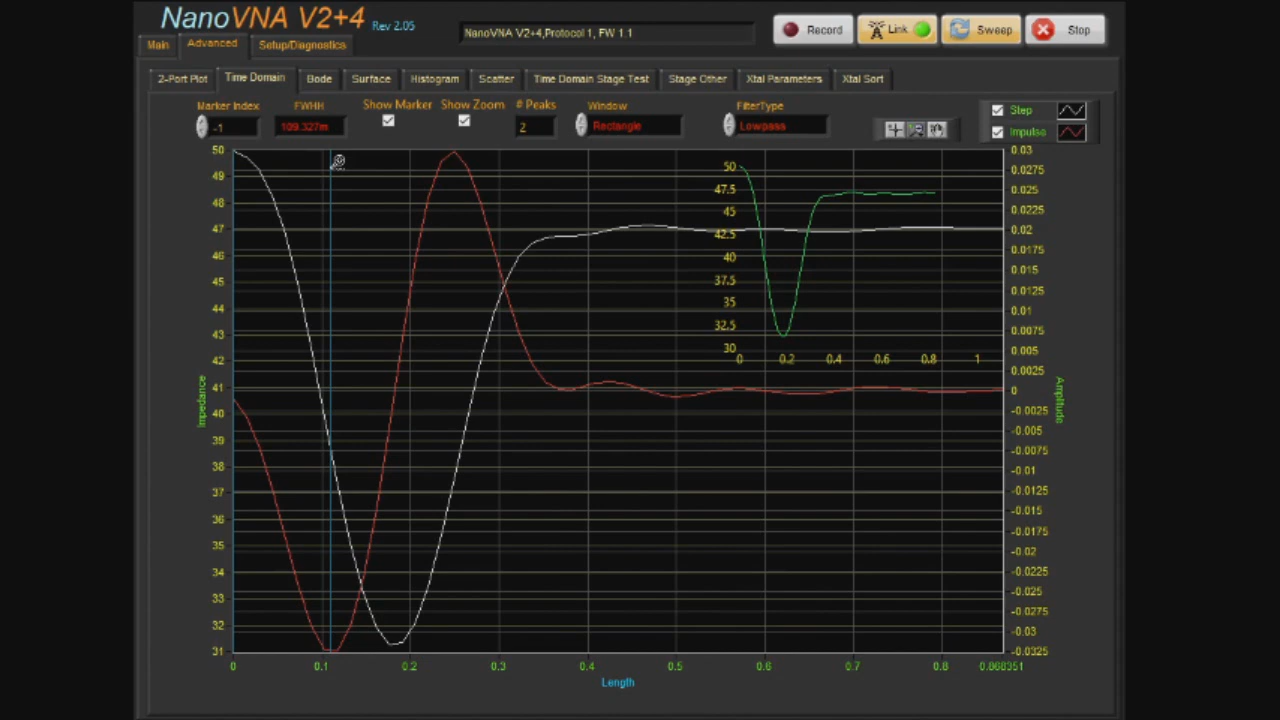 NanoVNA V2+4 Rev 2.05
NanoVNA V2+4,Protocol 1, FW 1.1
Record
Link
Sweep
Stop
Main
Advanced
Setup/Diagnostics
2-Port Plot
Time Domain
Bode
Surface
Histogram
Scatter
Time Domain Stage Test
Stage Other
Xtal Parameters
Xtal Sort
Marker Index
FWHH
Show Marker
Show Zoom
# Peaks
Window
FilterType
-1
109.327m
2
Rectangle
Lowpass
Step
Impulse
50
49
48
47
46
45
44
43
42
41
40
39
38
37
36
35
34
33
32
31
Impedance
50
47.5
45
42.5
40
37.5
35
32.5
30
0
0.2
0.4
0.6
0.8
1
0.03
0.0275
0.025
0.0225
0.02
0.0175
0.015
0.0125
0.01
0.0075
0.005
0.0025
0
-0.0025
-0.005
-0.0075
-0.01
-0.0125
-0.015
-0.0175
-0.02
-0.0225
-0.025
-0.0275
-0.03
-0.0325
Amplitude
0
0.1
0.2
0.3
0.4
0.5
0.6
0.7
0.8
0.868351
Length